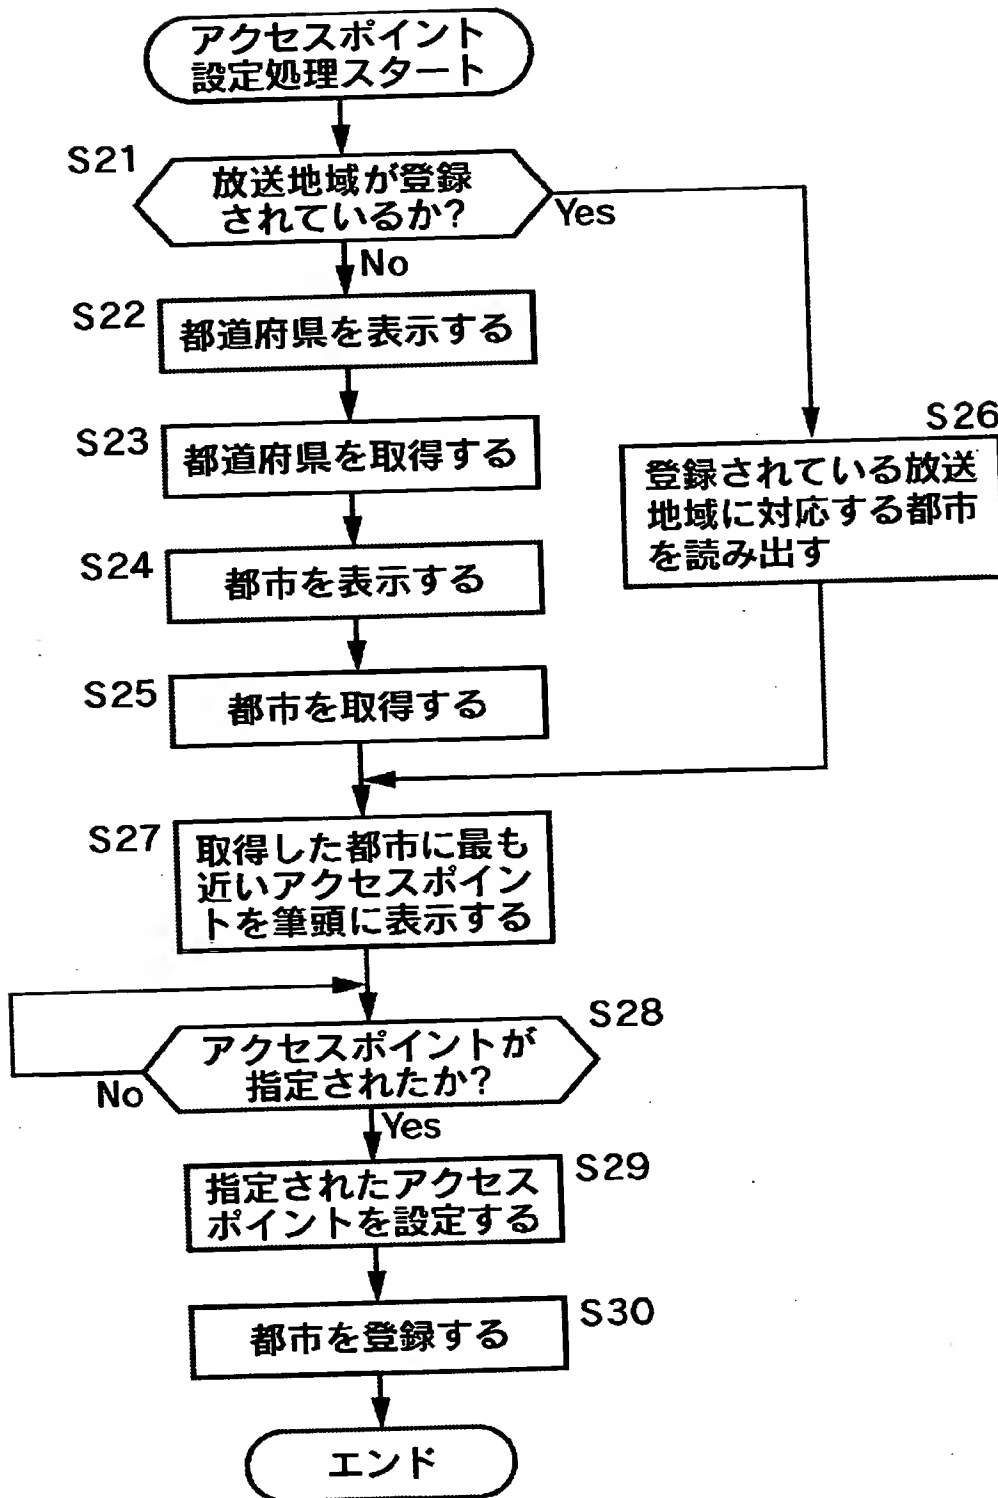 アクセスポイント
設定処理スタート
S21
放送地域が登録
されているか?
Yes
No
S22
都道府県を表示する
S23
都道府県を取得する
S26
登録されている放送
地域に対応する都市
を読み出す
S24
都市を表示する
S25
都市を取得する
S27
取得した都市に最も
近いアクセスポイン
トを筆頭に表示する
S28
アクセスポイントが
指定されたか?
No
Yes
S29
指定されたアクセス
ポイントを設定する
S30
都市を登録する
エンド